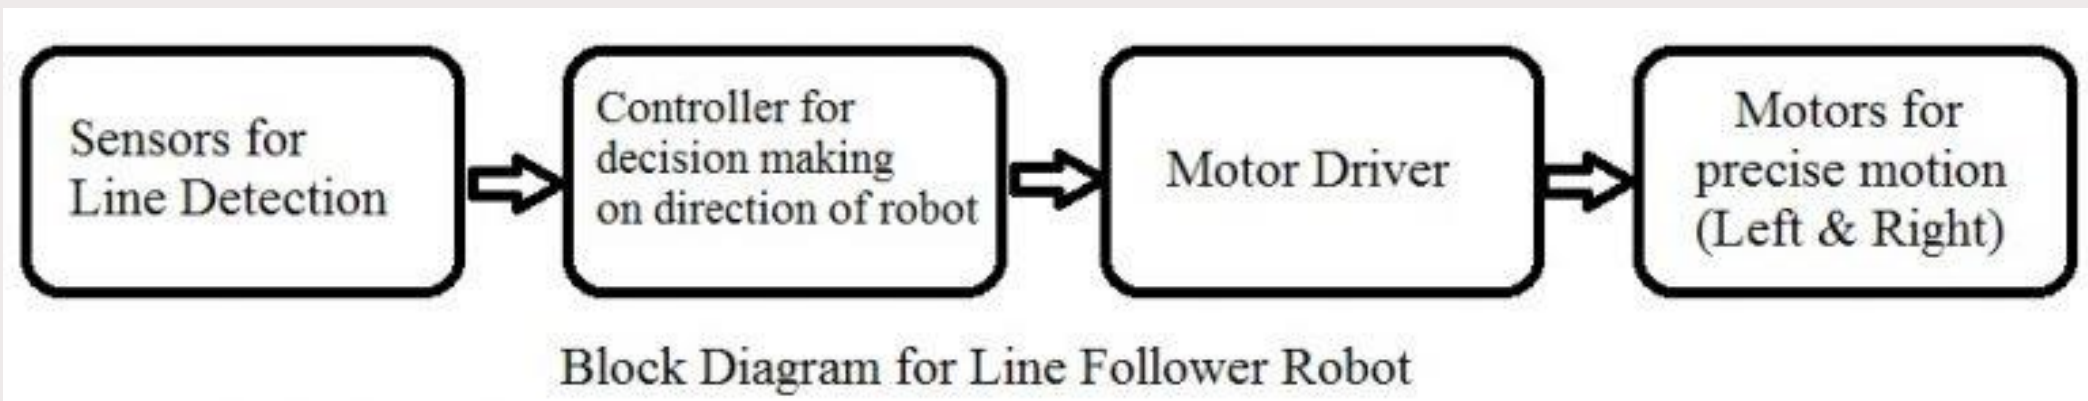 Sensors for
Line Detection
Controller for
decision making
on direction of robot
Motor Driver
Motors for
precise motion
(Left & Right)
Block Diagram for Line Follower Robot